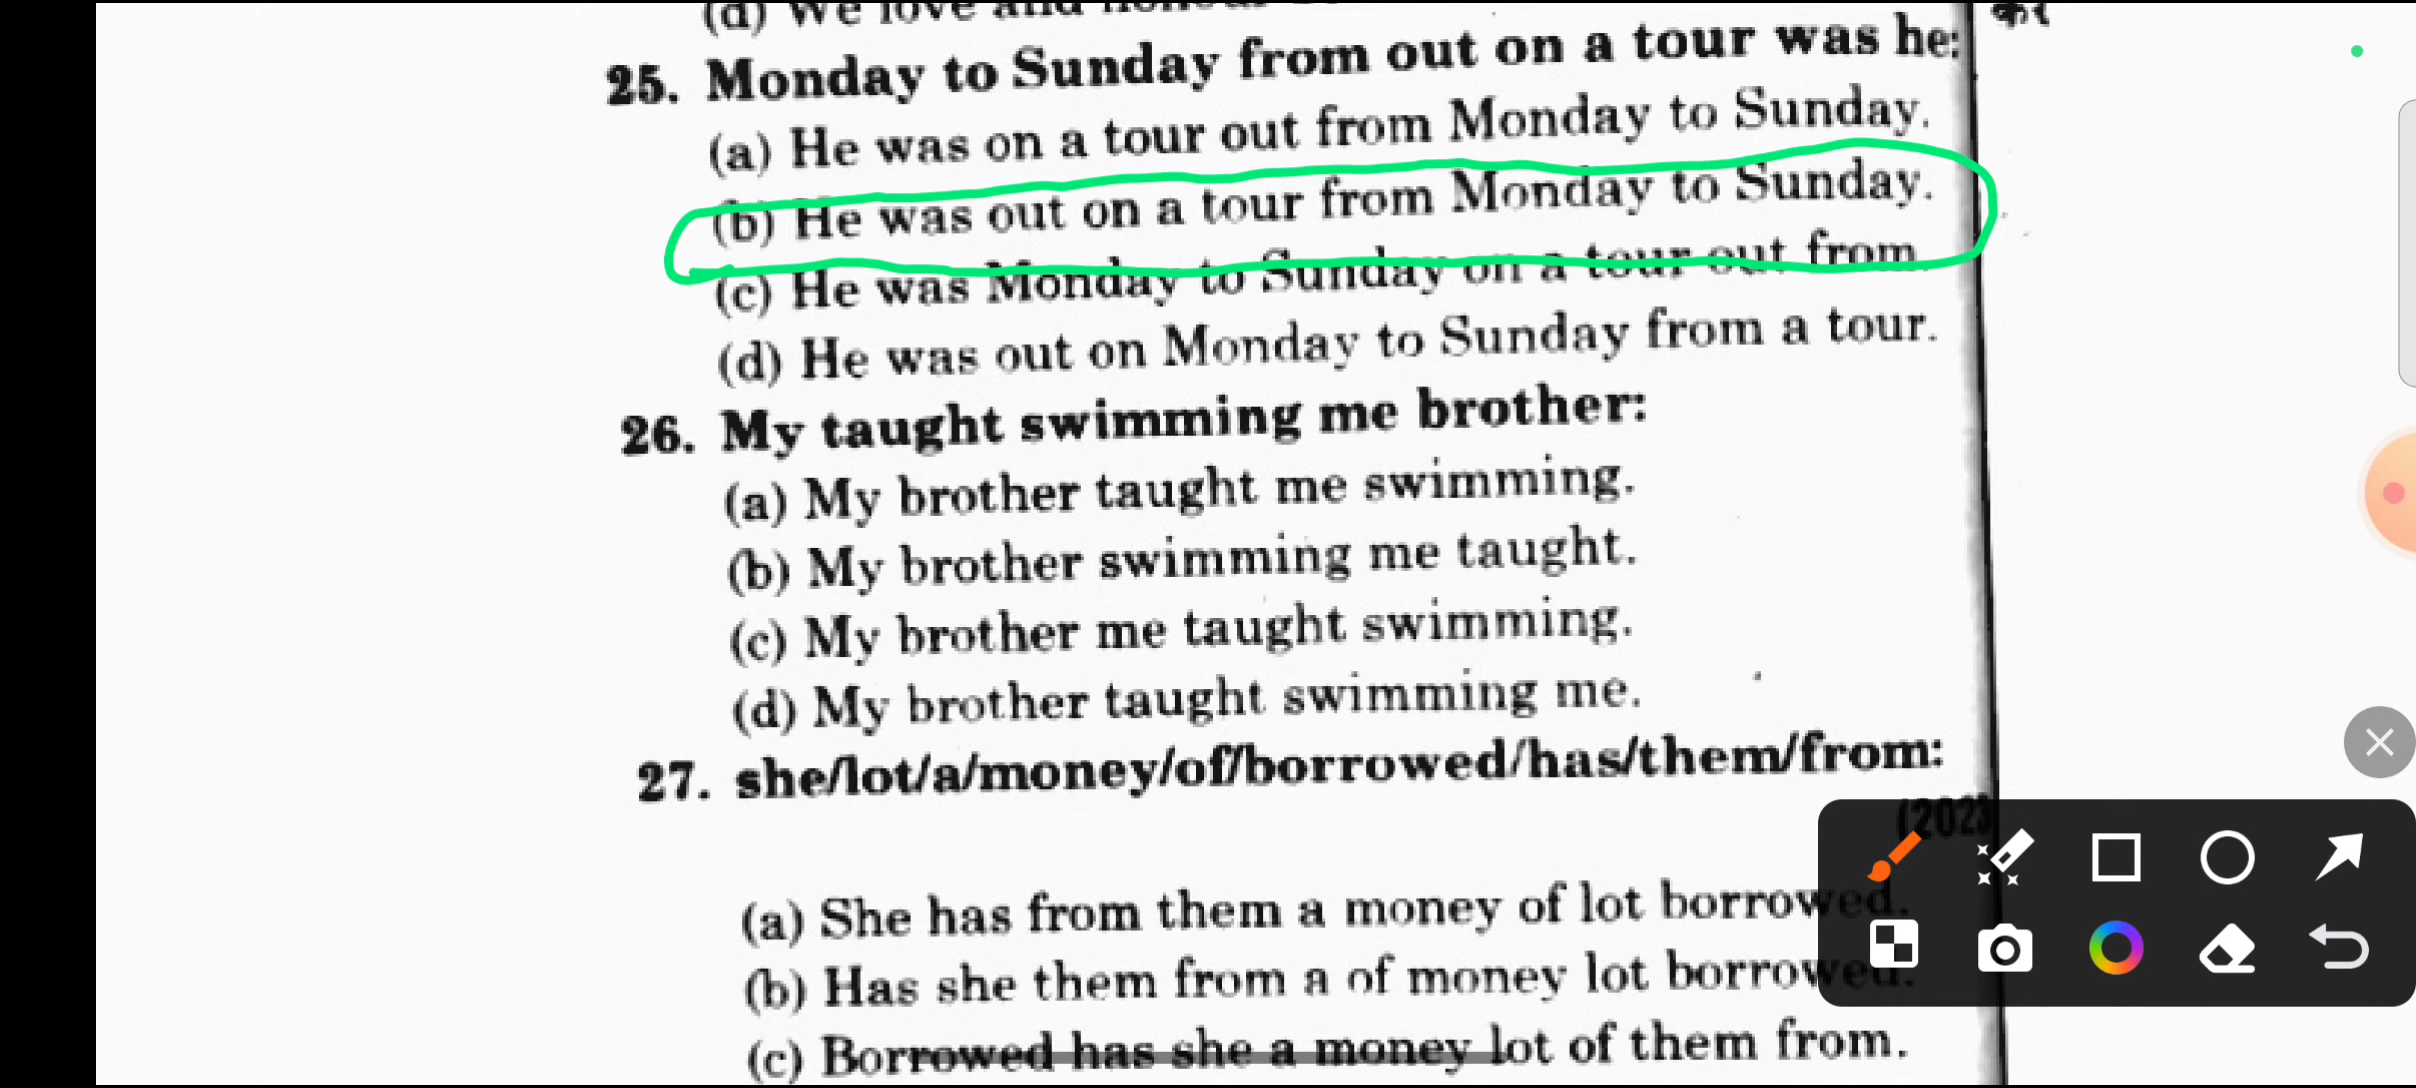 (d) We love and
कर
25. Monday to Sunday from out on a tour was he:
(a) He was on a tour out from Monday to Sunday.
(b) He was out on a tour from Monday to Sunday.
(c) He was Monday to Sunday on a tour out from.
(d) He was out on Monday to Sunday from a tour.
26. My taught swimming me brother:
(a) My brother taught me swimming.
(b) My brother swimming me taught.
(c) My brother me taught swimming.
(d) My brother taught swimming me.
27. she/lot/a/money/of/borrowed/has/them/from:
(2023
(a) She has from them a money of lot borrowed.
(b) Has she them from a of money lot borrowed.
(c) Borrowed has she a money lot of them from.